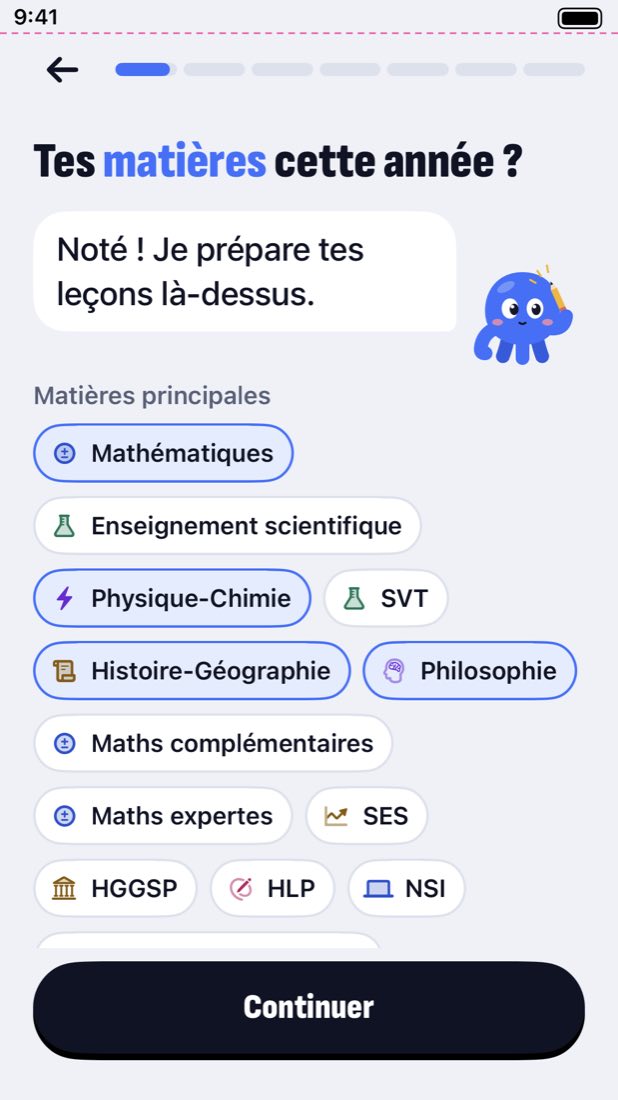 9:41
Tes matières cette année ?
Noté ! Je prépare tes
leçons là-dessus.
Matières principales
Mathématiques
Enseignement scientifique
Physique-Chimie SVT
Histoire-Géographie Philosophie
Maths complémentaires
Maths expertes SES
HGGSP HLP NSI
Continuer